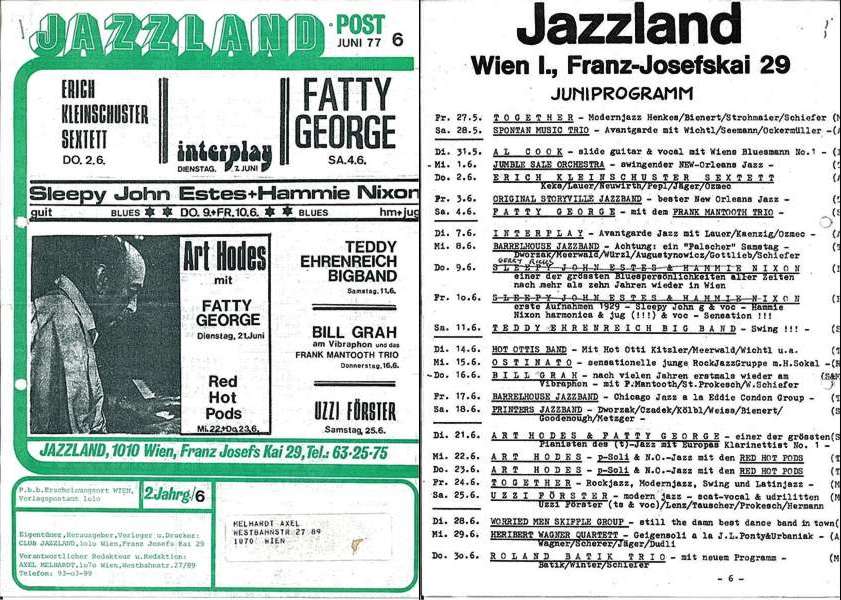 JAZZLAND POST
JUNI 77 6
ERICH
KLEINSCHUSTER
SEXTETT
DO. 2.6.
interplay
DIENSTAG, 7. JUNI
FATTY
GEORGE
SA. 4.6.
Sleepy John Estes+Hammie Nixon
guit BLUES DO. 9.+FR. 10.6. BLUES hm+jug
Art Hodes
mit
FATTY
GEORGE
Dienstag, 21.Juni
Red
Hot
Pods
Mi.22.+Do.23.6.
TEDDY
EHRENREICH
BIGBAND
Samstag, 11.6.
BILL GRAH
am Vibraphon und das
FRANK MANTOOTH TRIO
Donnerstag, 16.6.
UZZI FÖRSTER
Samstag, 25.6.
JAZZLAND, 1010 Wien, Franz Josefs Kai 29, Tel.: 63-25-75
P.b.b. Erscheinungsort WIEN,
Verlagspostamt 1010
2.Jahrg/6
Eigentümer, Herausgeber, Verleger u. Drucker:
CLUB JAZZLAND, 1010 Wien, Franz Josef Kai 29
Verantwortlicher Redakteur u. Redaktion:
AXEL MELHARDT, 1070 Wien, Westbahnstr. 27/89
Telefon: 93-03-99
MELHARDT AXEL
WESTBAHNSTR 27 89
1070 WIEN
Jazzland
Wien I., Franz-Josefskai 29
JUNIPROGRAMM
Fr. 27.5. TOGETHER - Modernjazz Henkes/Bienert/Strohmaier/Schiefer
Sa. 28.5. SPONTAN MUSIC TRIO - Avantgarde mit Wichtl/Seemann/Ockermüller -
Di. 31.5. AL COOK - slide guitar & vocal mit Wiens Bluesmann No.1 -
Mi. 1.6. JUMBLE SALE ORCHESTRA - swingender NEW-Orleans Jazz -
Do. 2.6. ERICH KLEINSCHUSTER SEXTETT
Keks/Lauer/Neuwirth/Pepl/Jäger/Ozmec
Fr. 3.6. ORIGINAL STORYVILLE JAZZBAND - bester New Orleans Jazz -
Sa. 4.6. FATTY GEORGE - mit dem FRANK MANTOOTH TRIO -
Di. 7.6. INTERPLAY - Avantgarde Jazz mit Lauer/Kaenzig/Ozmec -
Mi. 8.6. BARRELHOUSE JAZZBAND - Achtung: ein "Falscher" Samstag -
Dworzak/Meerwald/Würzl/Augustynowicz/Gottlieb/Schiefer
Do. 9.6. SLEEPY JOHN ESTES & HAMMIE NIXON
einer der grössten Bluespersönlichkeiten aller Zeiten
nach mehr als zehn Jahren wieder in Wien
Fr. 10.6. SLEEPY JOHN ESTES & HAMMIE NIXON
erste Aufnahmen 1929 - Sleepy John g & voc - Hammie
Nixon harmonica & jug (!!!) & voc - Sensation !!!
Sa. 11.6. TEDDY EHRENREICH BIG BAND - Swing !!! -
Di. 14.6. HOT OTTIS BAND - Mit Hot Otti Kitzler/Meerwald/Wichtl u.a.
Mi. 15.6. OSTINATO - sensationelle junge RockJazzGruppe m.H.Sokal -
Do. 16.6. BILL GRAH - nach vielen Jahren erstmals wieder am
Vibraphon - mit F.Mantooth/St.Prokesch/W.Schiefer
Fr. 17.6. BARRELHOUSE JAZZBAND - Chicago Jazz a la Eddie Condon Group -
Sa. 18.6. PRINTERS JAZZBAND - Dworzak/Czadek/Kölbl/Weiss/Bienert/
Goodenough/Metzger -
Di. 21.6. ART HODES & FATTY GEORGE - einer der grössten
Pianisten des (t)-Jazz mit Europas Klarinettist No. 1 -
Mi. 22.6. ART HODES - p-Soli & N.O.-Jazz mit den RED HOT PODS
Do. 23.6. ART HODES - p-Soli & N.O.-Jazz mit den RED HOT PODS
Fr. 24.6. TOGETHER - Rockjazz, Modernjazz, Swing und Latinjazz -
Sa. 25.6. UZZI FÖRSTER - modern jazz - scat-vocal & udrilitten
Uzzi Förster (ts & voc)/Lenz/Tauscher/Prokesch/Hermann
Di. 28.6. WORRIED MEN SKIFFLE GROUP - still the damn best dance band in town
Mi. 29.6. HERIBERT WAGNER QUARTETT - Geigensoli a la J.L.Ponty&Urbaniak -
Wagner/Scherer/Jäger/Dudli
Do. 30.6. ROLAND BATIK TRIO - mit neuem Programm -
Batik/Winter/Schiefer
- 6 -